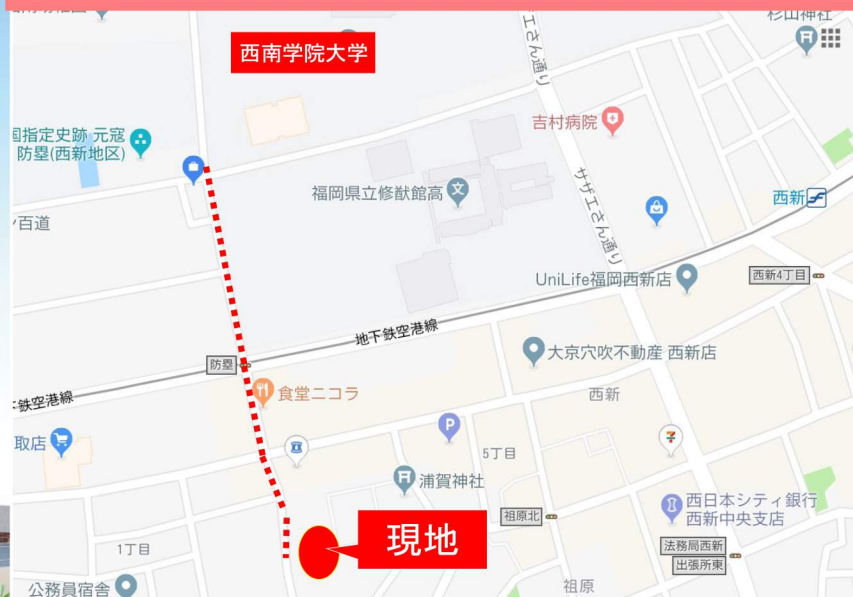 杉山神社
西南学院大学
サザエさん通り
吉村病院
国指定史跡 元寇
防塁(西新地区)
福岡県立修猷館高
文
サザエさん通り
西新
百道
UniLife福岡西新店
西新4丁目
地下鉄空港線
大京穴吹不動産 西新店
防塁
食堂ニコラ
西新
鉄空港線
取店
P
5丁目
7
浦賀神社
西日本シティ銀行
西新中央支店
祖原北
現地
法務局西新
出張所東
1丁目
公務員宿舎
祖原